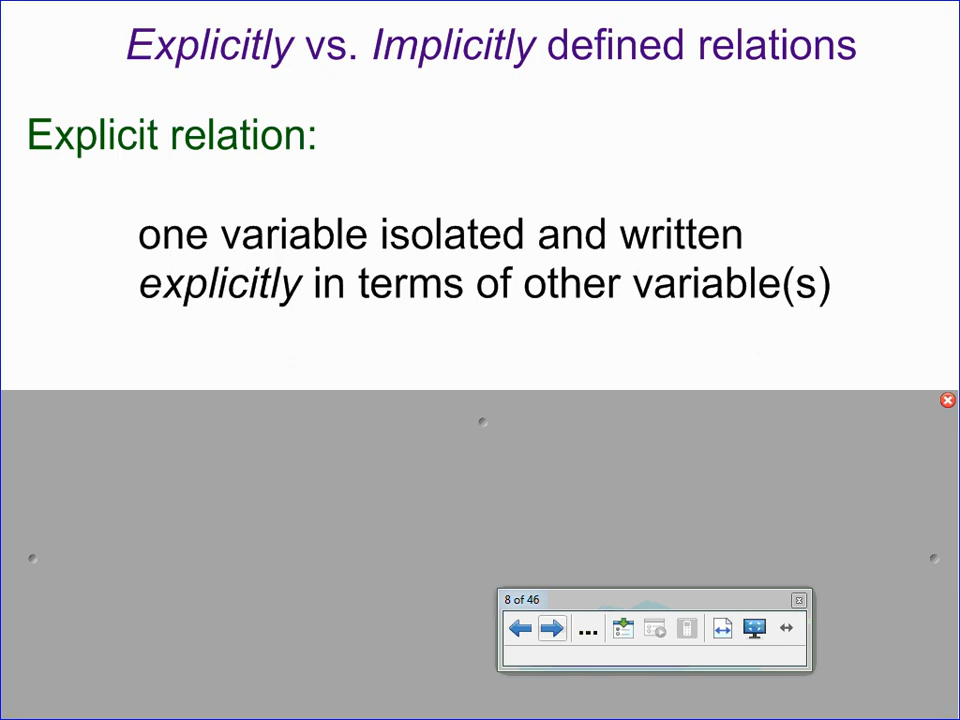 Explicitly vs. Implicitly defined relations
Explicit relation:
one variable isolated and written
explicitly in terms of other variable(s)
8 of 46
...